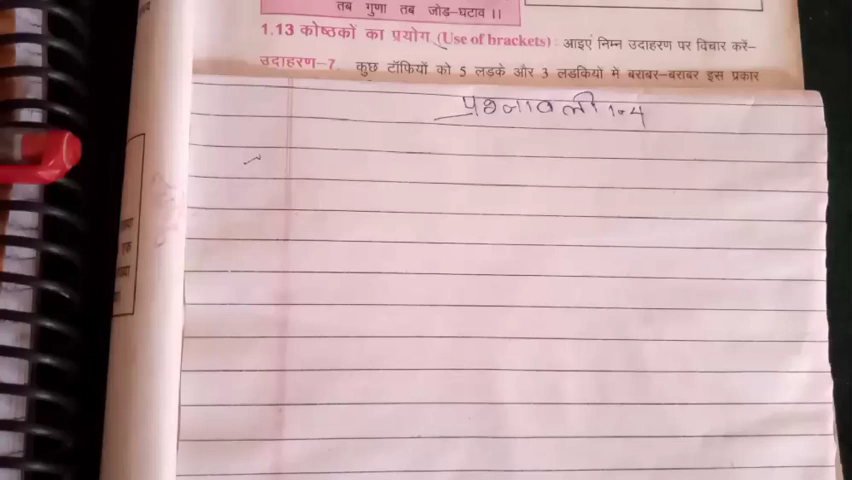 तब गुणा तब जोड-घटाव ।।
1.13 कोष्ठकों का प्रयोग (Use of brackets) : आइएं निम्न उदाहरण पर विचार करें–
उदाहरण–7. कुछ टॉफियों को 5 लड़के और 3 लडकियों में बराबर–बराबर इस प्रकार
प्रश्नावली 1.4